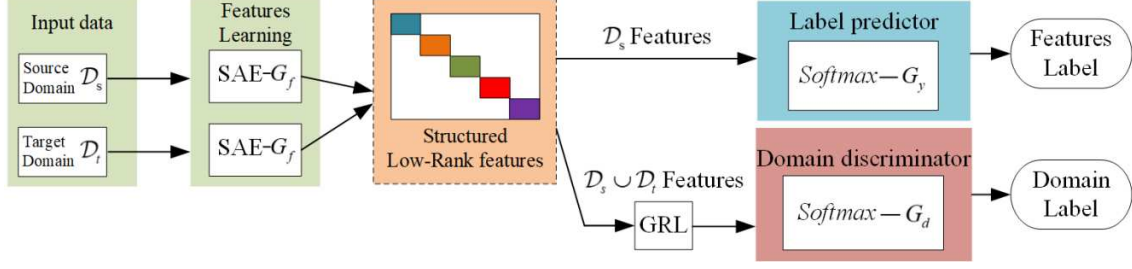 Input data
Source
Domain 𝒟s
Target
Domain 𝒟t
Features
Learning
SAE-Gf
SAE-Gf
Structured
Low-Rank features
𝒟s Features
𝒟s ∪ 𝒟t Features
GRL
Label predictor
Softmax — Gy
Features
Label
Domain discriminator
Softmax — Gd
Domain
Label